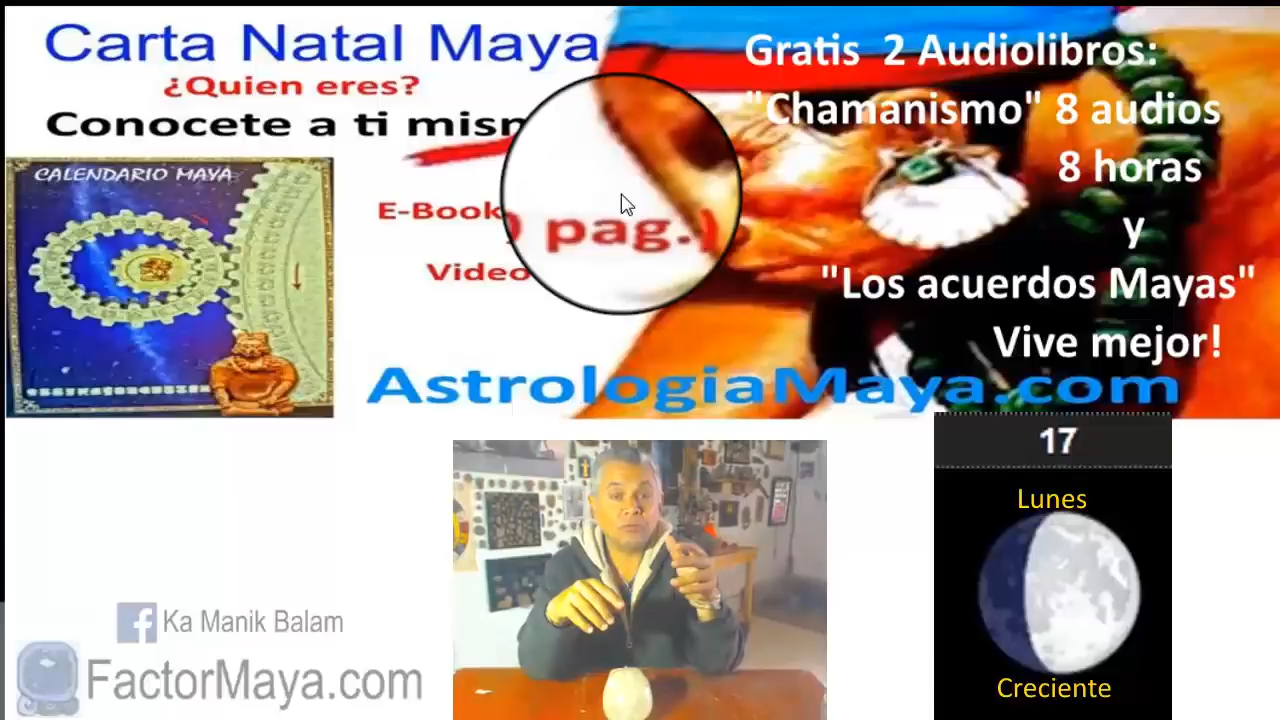 Carta Natal Maya
¿Quien eres?
Conocete a ti
CALENDARIO MAYA
E-Book
pag.)
Video
Gratis 2 Audiolibros:
"Chamanismo" 8 audios
8 horas
y
"Los acuerdos Mayas"
Vive mejor!
AstrologiaMaya.com
17
Lunes
Creciente
Ka Manik Balam
FactorMaya.com